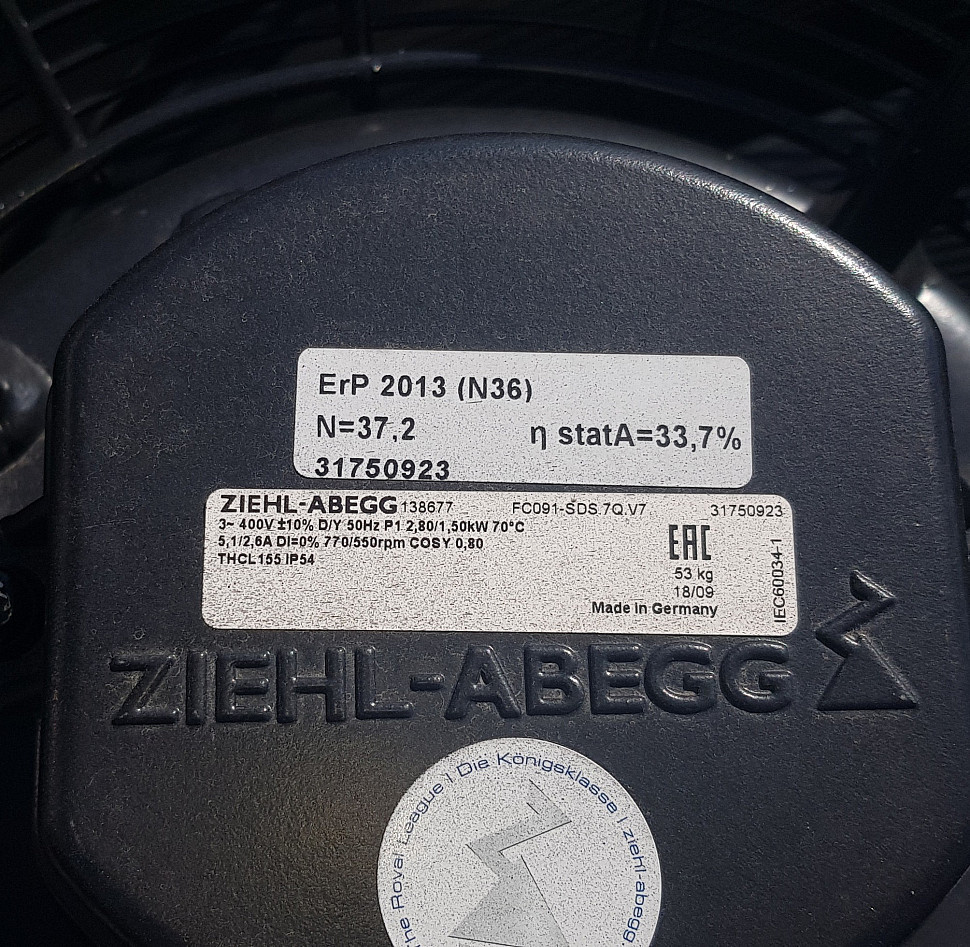 ErP 2013 (N36)
N=37,2 η statA=33,7%
31750923
ZIEHL-ABEGG 138677 FC091-SDS.7Q.V7 31750923
3~ 400V ±10% D/Y 50Hz P1 2,80/1,50kW 70°C
5,1/2,6A DI=0% 770/550rpm COSY 0,80
THCL155 IP54
EAC
53 kg
18/09
Made in Germany
IEC60034-1
ZIEHL-ABEGG
The Royal League I Die Königsklasse I ziehl-abegg